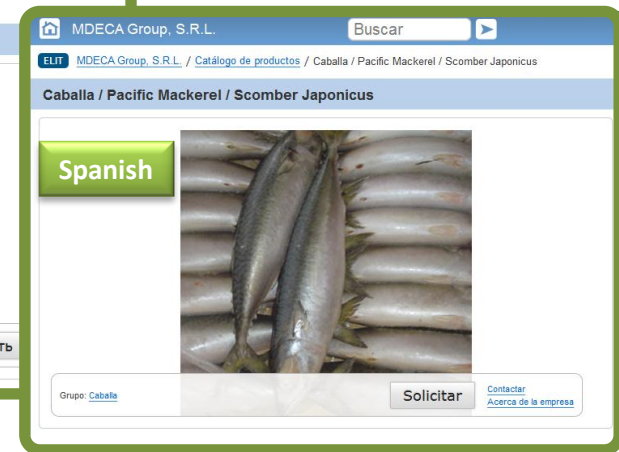 MDECA Group, S.R.L. Buscar
ELIT MDECA Group, S.R.L. / Catálogo de productos / Caballa / Pacific Mackerel / Scomber Japonicus
Caballa / Pacific Mackerel / Scomber Japonicus
Spanish
ть
Grupo: Caballa Solicitar Contactar
Acerca de la empresa